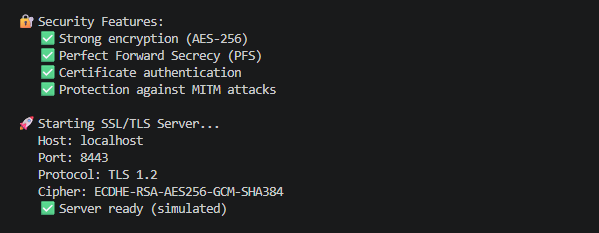 🔐 Security Features:
✅ Strong encryption (AES-256)
✅ Perfect Forward Secrecy (PFS)
✅ Certificate authentication
✅ Protection against MITM attacks
🚀 Starting SSL/TLS Server...
Host: localhost
Port: 8443
Protocol: TLS 1.2
Cipher: ECDHE-RSA-AES256-GCM-SHA384
✅ Server ready (simulated)